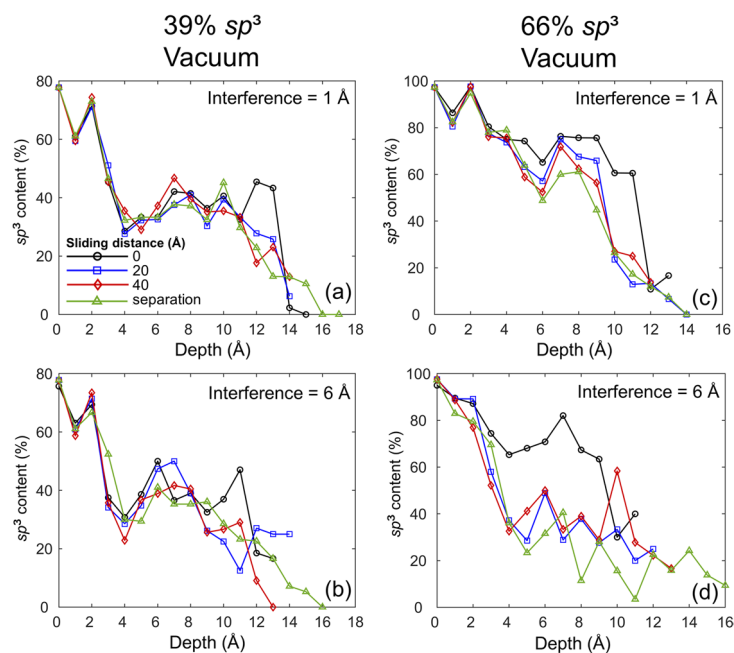 39% sp³
Vacuum
66% sp³
Vacuum
80
60
40
20
0
sp³ content (%)
Interference = 1 Å
Sliding distance (Å)
0
20
40
separation
(a)
0 2 4 6 8 10 12 14 16 18
Depth (Å)
100
80
60
40
20
0
sp³ content (%)
Interference = 1 Å
(c)
0 2 4 6 8 10 12 14 16
Depth (Å)
80
60
40
20
0
sp³ content (%)
Interference = 6 Å
(b)
0 2 4 6 8 10 12 14 16 18
Depth (Å)
100
80
60
40
20
0
sp³ content (%)
Interference = 6 Å
(d)
0 2 4 6 8 10 12 14 16
Depth (Å)